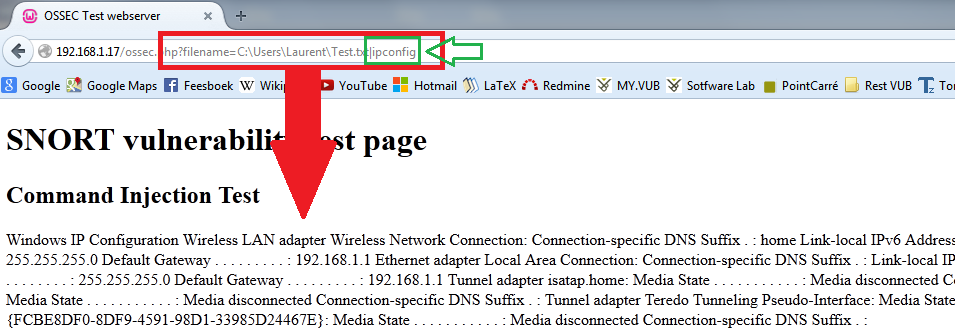 OSSEC Test webserver
192.168.1.17/ossec.php?filename=C:\Users\Laurent\Test.txt|ipconfig
Google Google Maps Feesboek YouTube Hotmail LaTeX Redmine MY.VUB Sotfware Lab PointCarré Rest VUB
SNORT vulnerability test page
Command Injection Test
Windows IP Configuration Wireless LAN adapter Wireless Network Connection: Connection-specific DNS Suffix . : home Link-local IPv6 Address
255.255.255.0 Default Gateway . . . . . . . . . : 192.168.1.1 Ethernet adapter Local Area Connection: Connection-specific DNS Suffix . : Link-local IP
. . . . . . . . : 255.255.255.0 Default Gateway . . . . . . . . . : 192.168.1.1 Tunnel adapter isatap.home: Media State . . . . . . . . . . . : Media disconnected
Media State . . . . . . . . . . . : Media disconnected Connection-specific DNS Suffix . : Tunnel adapter Teredo Tunneling Pseudo-Interface: Media State
{FCBE8DF0-8DF9-4591-98D1-33985D24467E}: Media State . . . . . . . . . . . : Media disconnected Connection-specific DNS Suffix . :